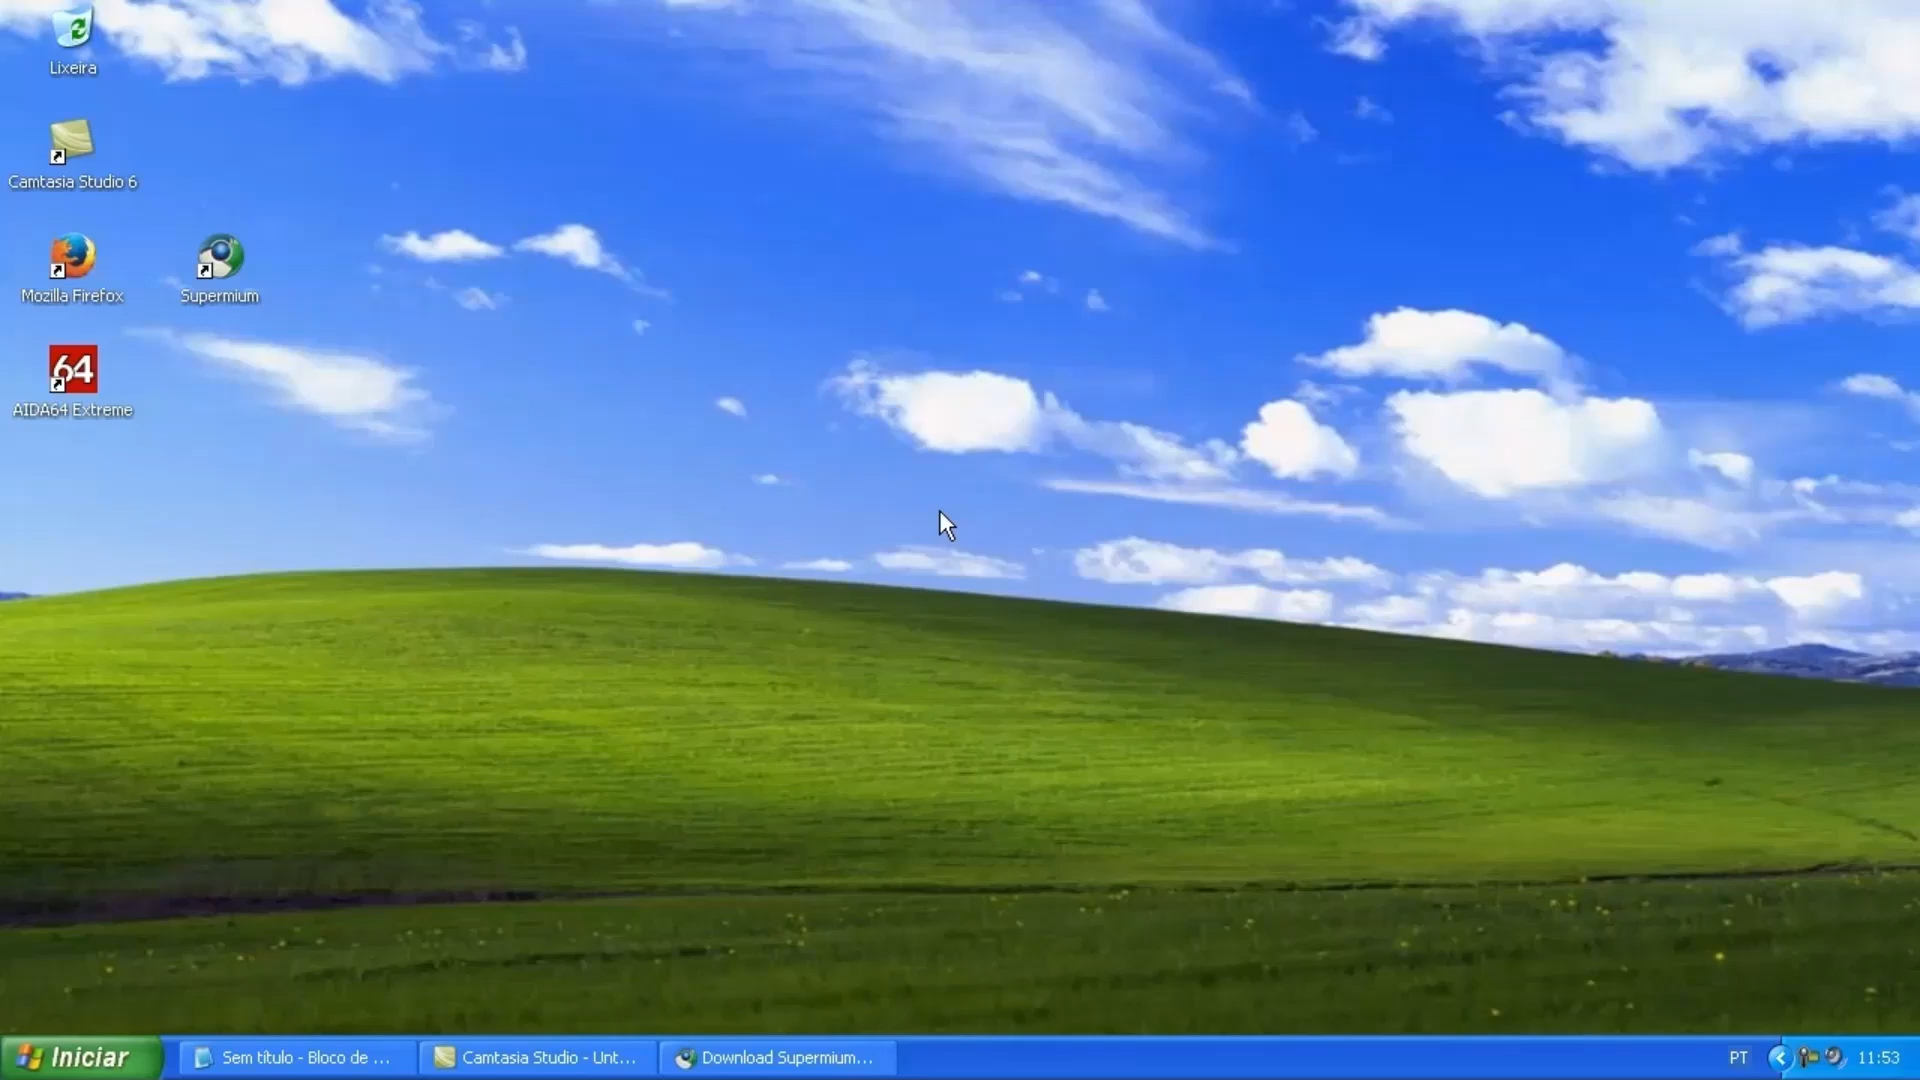 Lixeira
Camtasia Studio 6
Mozilla Firefox
Supermium
64
AIDA64 Extreme
Iniciar
Sem título - Bloco de ...
Camtasia Studio - Unt...
Download Supermium...
PT
11:53